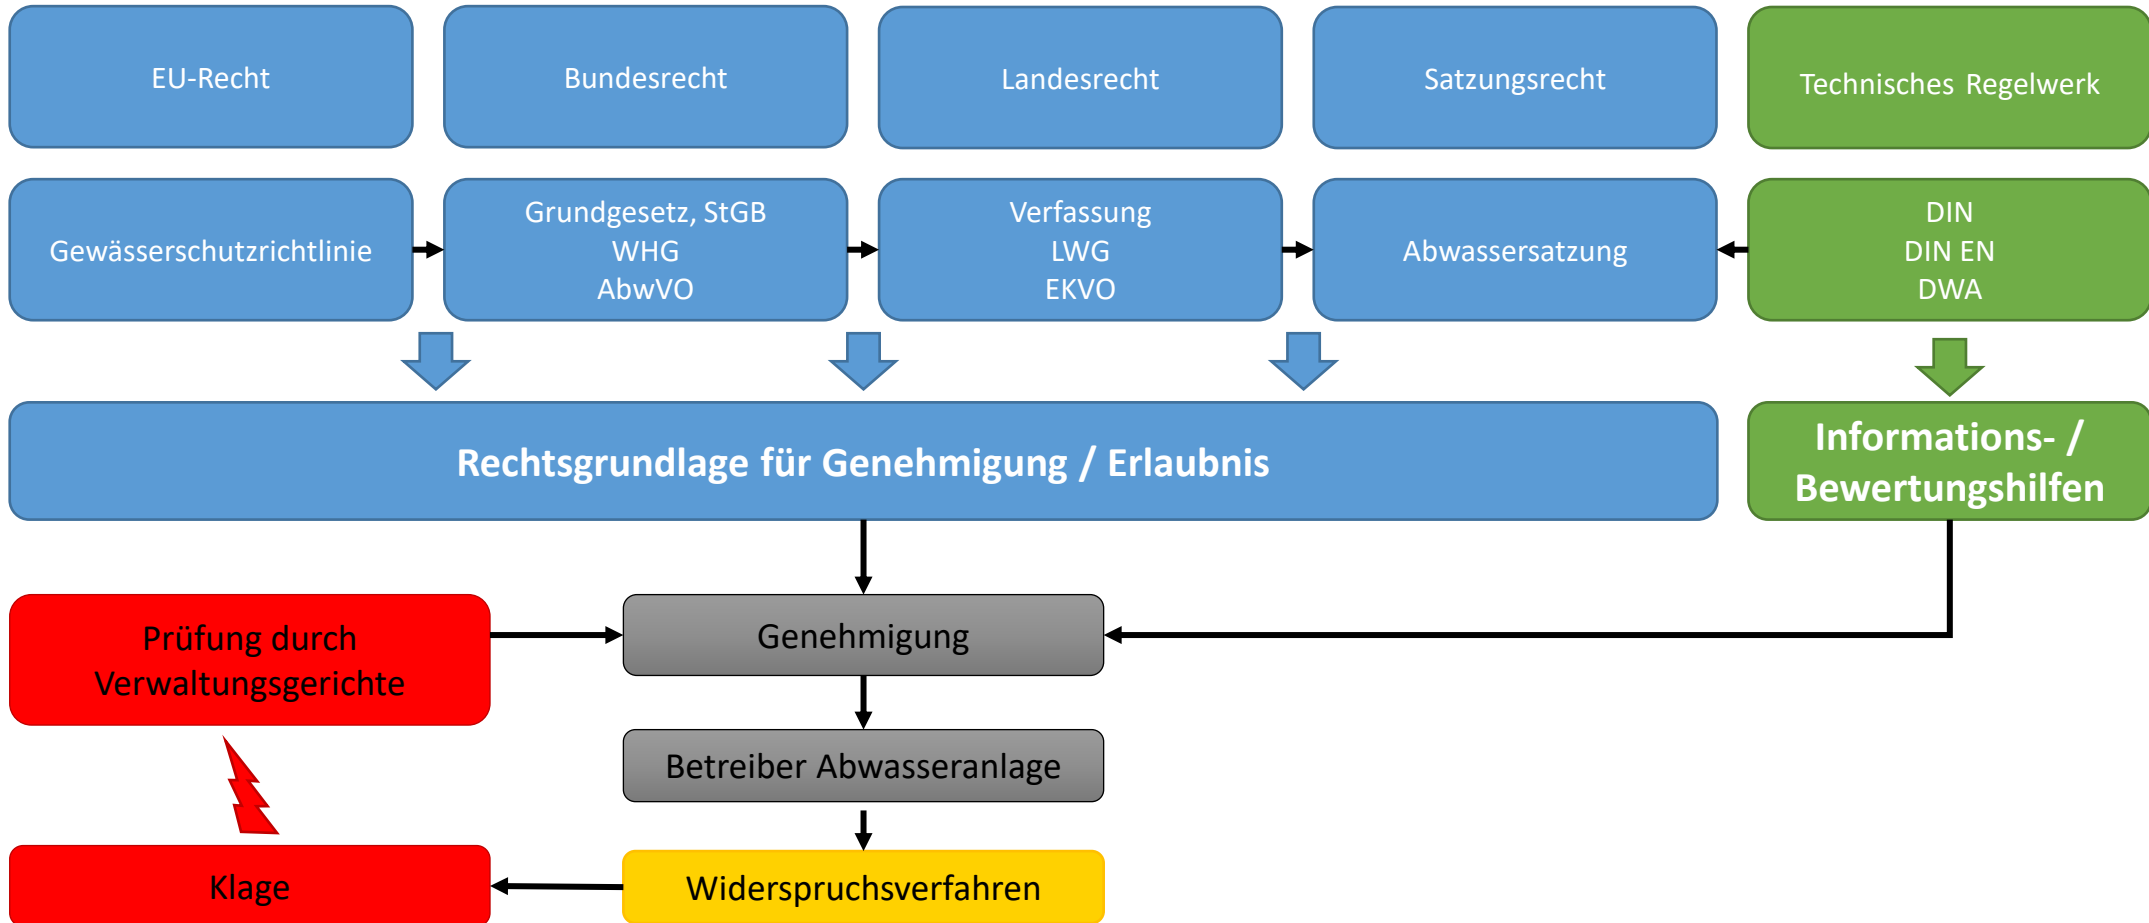 EU-Recht
Bundesrecht
Landesrecht
Satzungsrecht
Technisches Regelwerk
Gewässerschutzrichtlinie
Grundgesetz, StGB
WHG
AbwVO
Verfassung
LWG
EKVO
Abwassersatzung
DIN
DIN EN
DWA
Rechtsgrundlage für Genehmigung / Erlaubnis
Informations- /
Bewertungshilfen
Prüfung durch
Verwaltungsgerichte
Genehmigung
Betreiber Abwasseranlage
Klage
Widerspruchsverfahren